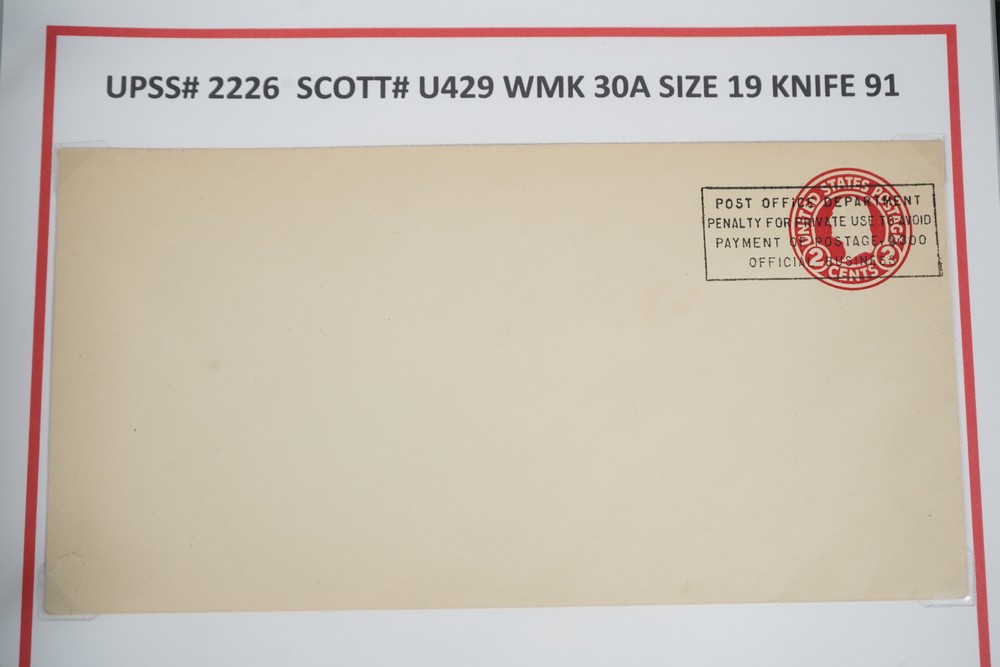 UPSS# 2226 SCOTT# U429 WMK 30A SIZE 19 KNIFE 91
POST OFFICE DEPARTMENT
PENALTY FOR PRIVATE USE TO AVOID
PAYMENT OF POSTAGE, $300
OFFICIAL BUSINESS
UNITED STATES POSTAGE
2 CENTS 2